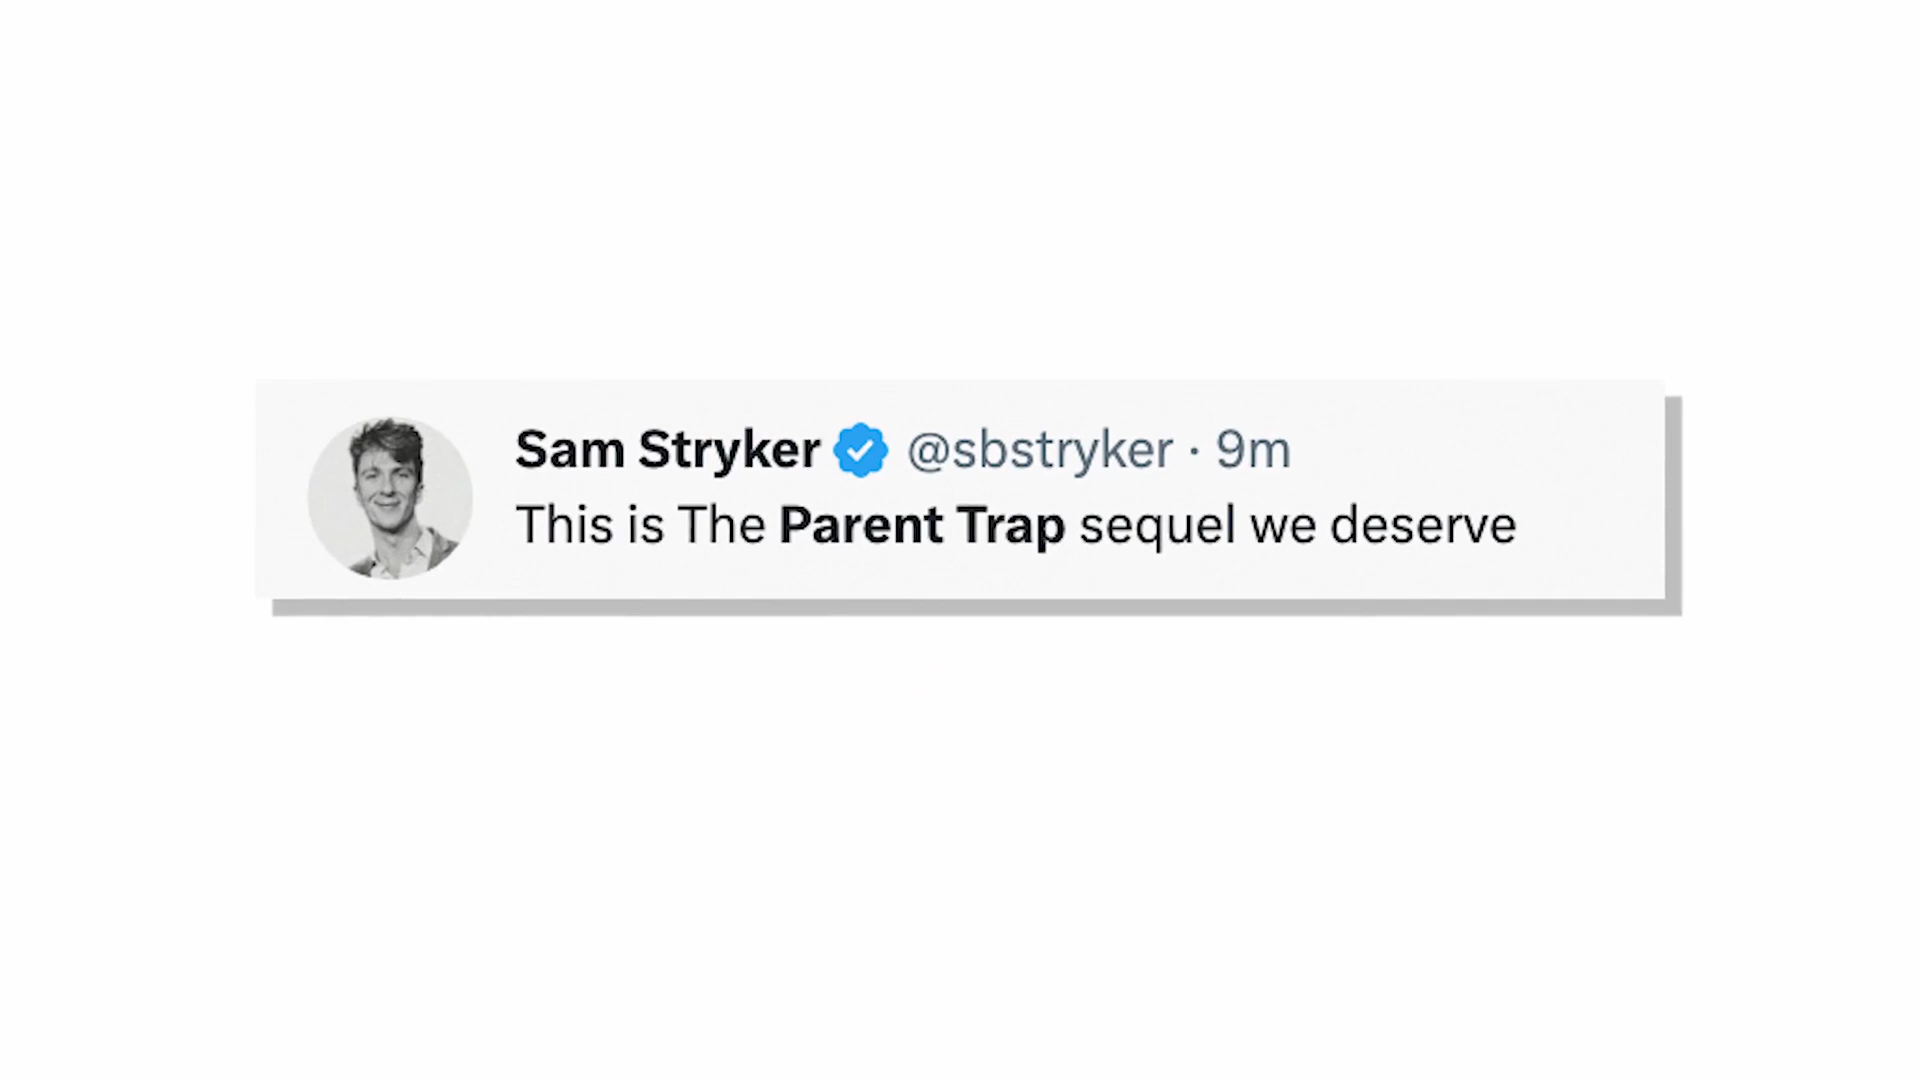 Sam Stryker @sbstryker · 9m
This is The Parent Trap sequel we deserve